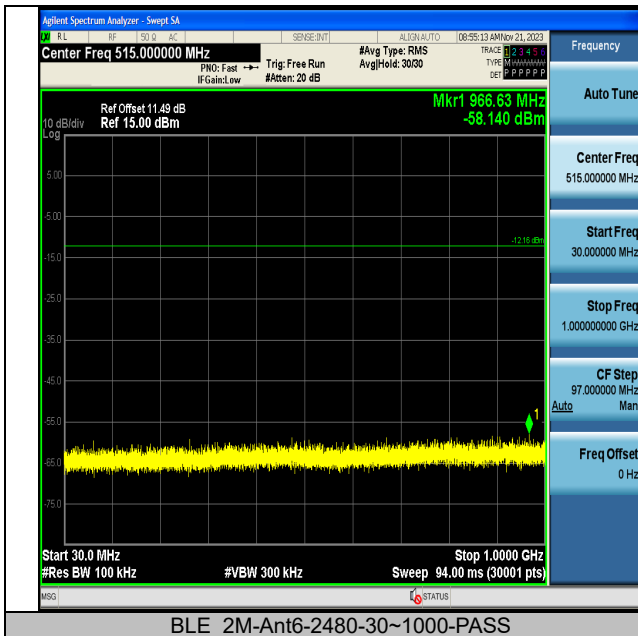 Agilent Spectrum Analyzer - Swept SA
RL RF 50 Ω AC SENSE:INT ALIGN AUTO 08:55:13 AM Nov 21, 2023
Center Freq 515.000000 MHz
PNO: Fast
IFGain:Low
Trig: Free Run
#Atten: 20 dB
#Avg Type: RMS
Avg|Hold: 30/30
TRACE 1 2 3 4 5 6
TYPE M
DET P P P P P P
Frequency
Mkr1 966.63 MHz
-58.140 dBm
Ref Offset 11.49 dB
10 dB/div Ref 15.00 dBm
Log
5.00
-5.00
-12.16 dBm
-15.0
-25.0
-35.0
-45.0
-55.0
1
-65.0
-75.0
Start 30.0 MHz Stop 1.0000 GHz
#Res BW 100 kHz #VBW 300 kHz Sweep 94.00 ms (30001 pts)
MSG STATUS
Auto Tune
Center Freq
515.000000 MHz
Start Freq
30.000000 MHz
Stop Freq
1.000000000 GHz
CF Step
97.000000 MHz
Auto Man
Freq Offset
0 Hz
BLE_2M-Ant6-2480-30~1000-PASS